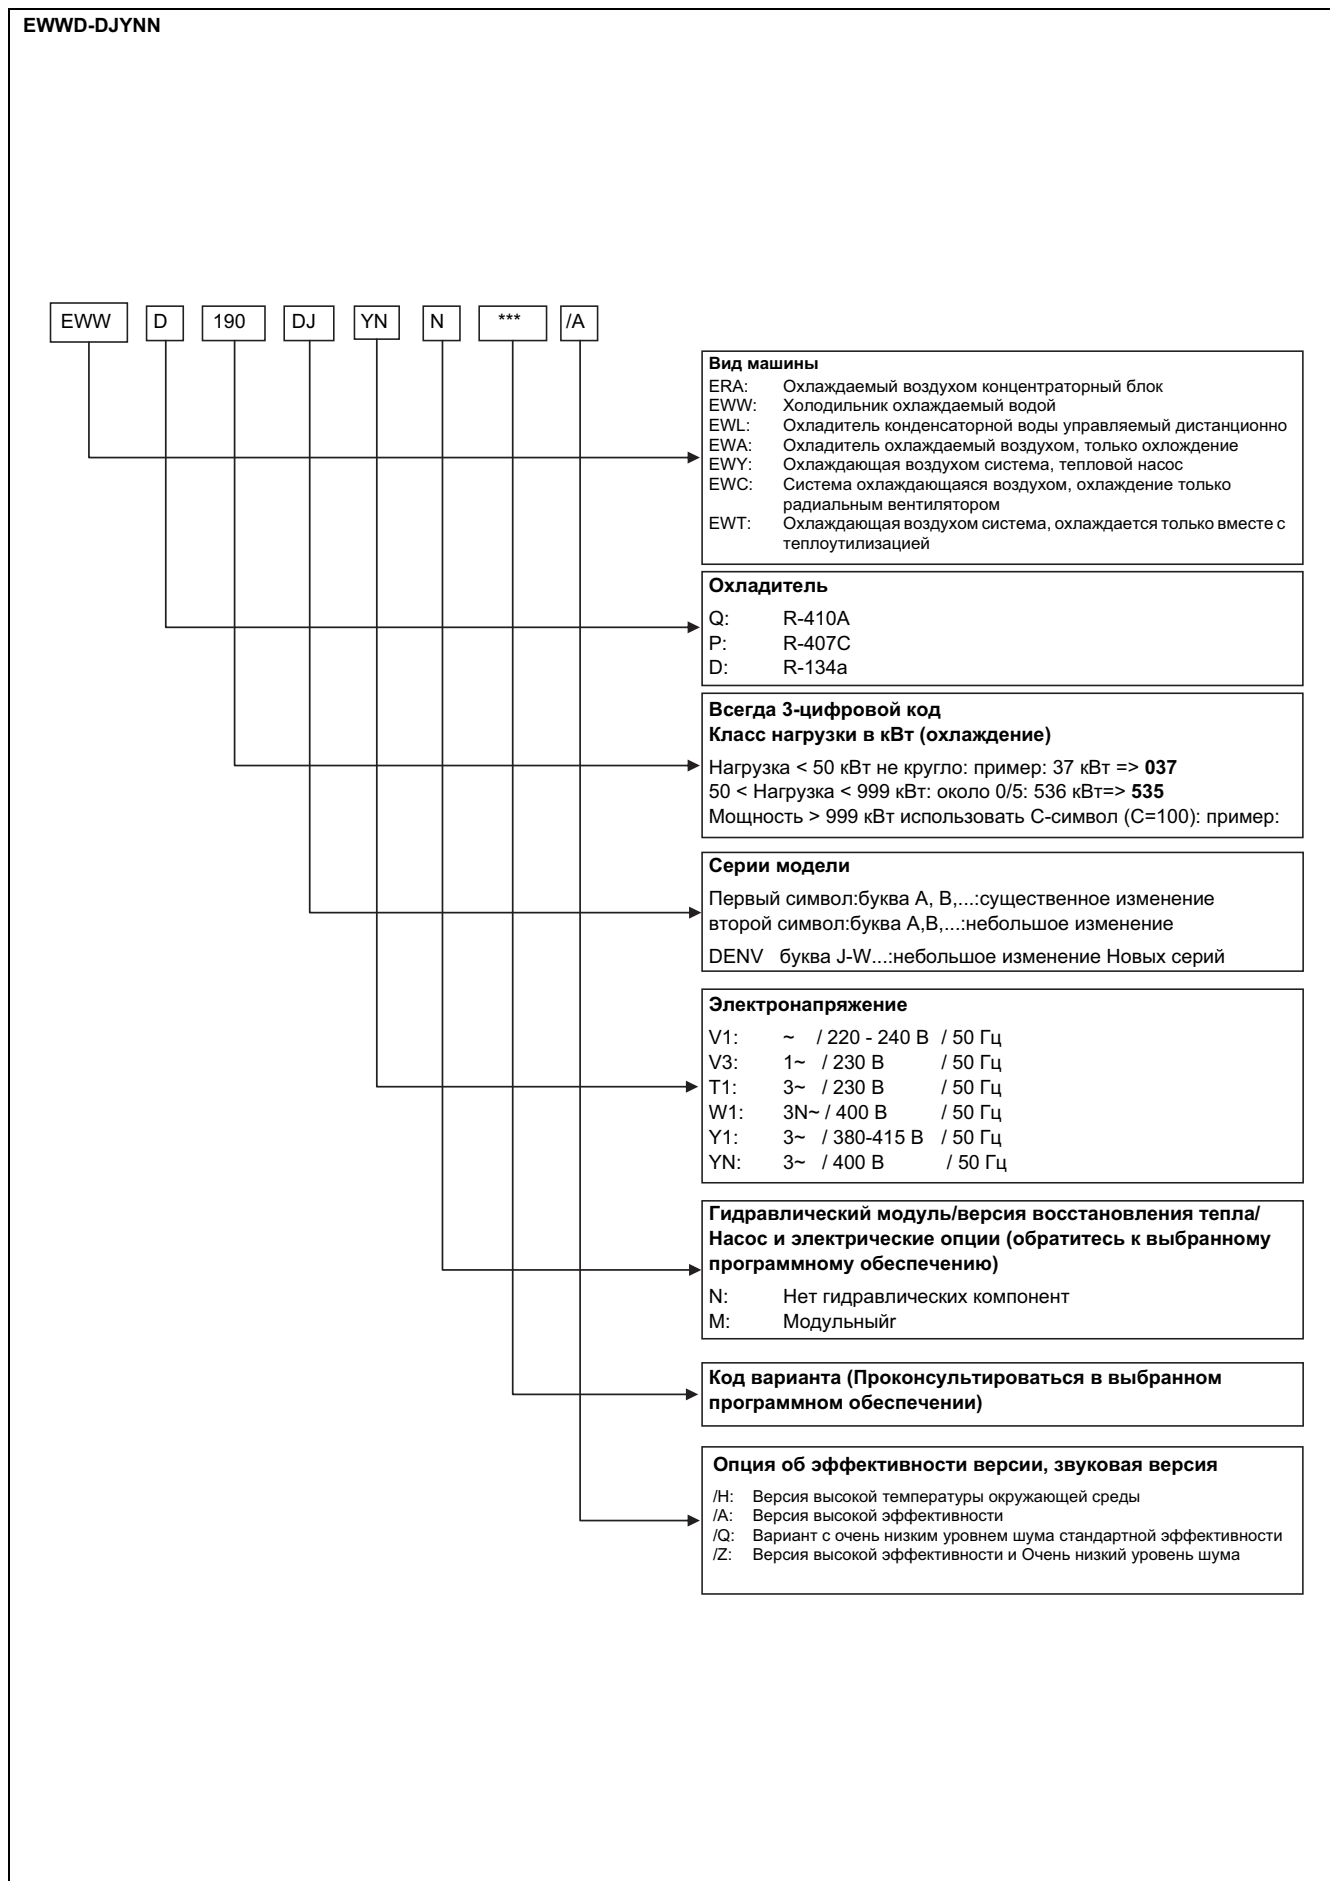 EWWD-DJYNN
EWW D 190 DJ YN N *** /A
Вид машины
ERA: Охлаждаемый воздухом концентраторный блок
EWW: Холодильник охлаждаемый водой
EWL: Охладитель конденсаторной воды управляемый дистанционно
EWA: Охладитель охлаждаемый воздухом, только охлождение
EWY: Охлаждающая воздухом система, тепловой насос
EWC: Система охлаждающаяся воздухом, охлаждение только
радиальным вентилятором
EWT: Охлаждающая воздухом система, охлаждается только вместе с
теплоутилизацией
Охладитель
Q: R-410A
P: R-407C
D: R-134a
Всегда 3-цифровой код
Класс нагрузки в кВт (охлаждение)
Нагрузка < 50 кВт не кругло: пример: 37 кВт => 037
50 < Нагрузка < 999 кВт: около 0/5: 536 кВт=> 535
Мощность > 999 кВт использовать С-символ (С=100): пример:
Серии модели
Первый символ:буква А, В,...:существенное изменение
второй символ:буква А,В,...:небольшое изменение
DENV буква J-W...:небольшое изменение Новых серий
Электронапряжение
V1: ~ / 220 - 240 В / 50 Гц
V3: 1~ / 230 В / 50 Гц
T1: 3~ / 230 В / 50 Гц
W1: 3N~ / 400 В / 50 Гц
Y1: 3~ / 380-415 В / 50 Гц
YN: 3~ / 400 В / 50 Гц
Гидравлический модуль/версия восстановления тепла/
Насос и электрические опции (обратитесь к выбранному
программному обеспечению)
N: Нет гидравлических компонент
M: Модульныйr
Код варианта (Проконсультироваться в выбранном
программном обеспечении)
Опция об эффективности версии, звуковая версия
/H: Версия высокой температуры окружающей среды
/A: Версия высокой эффективности
/Q: Вариант с очень низким уровнем шума стандартной эффективности
/Z: Версия высокой эффективности и Очень низкий уровень шума